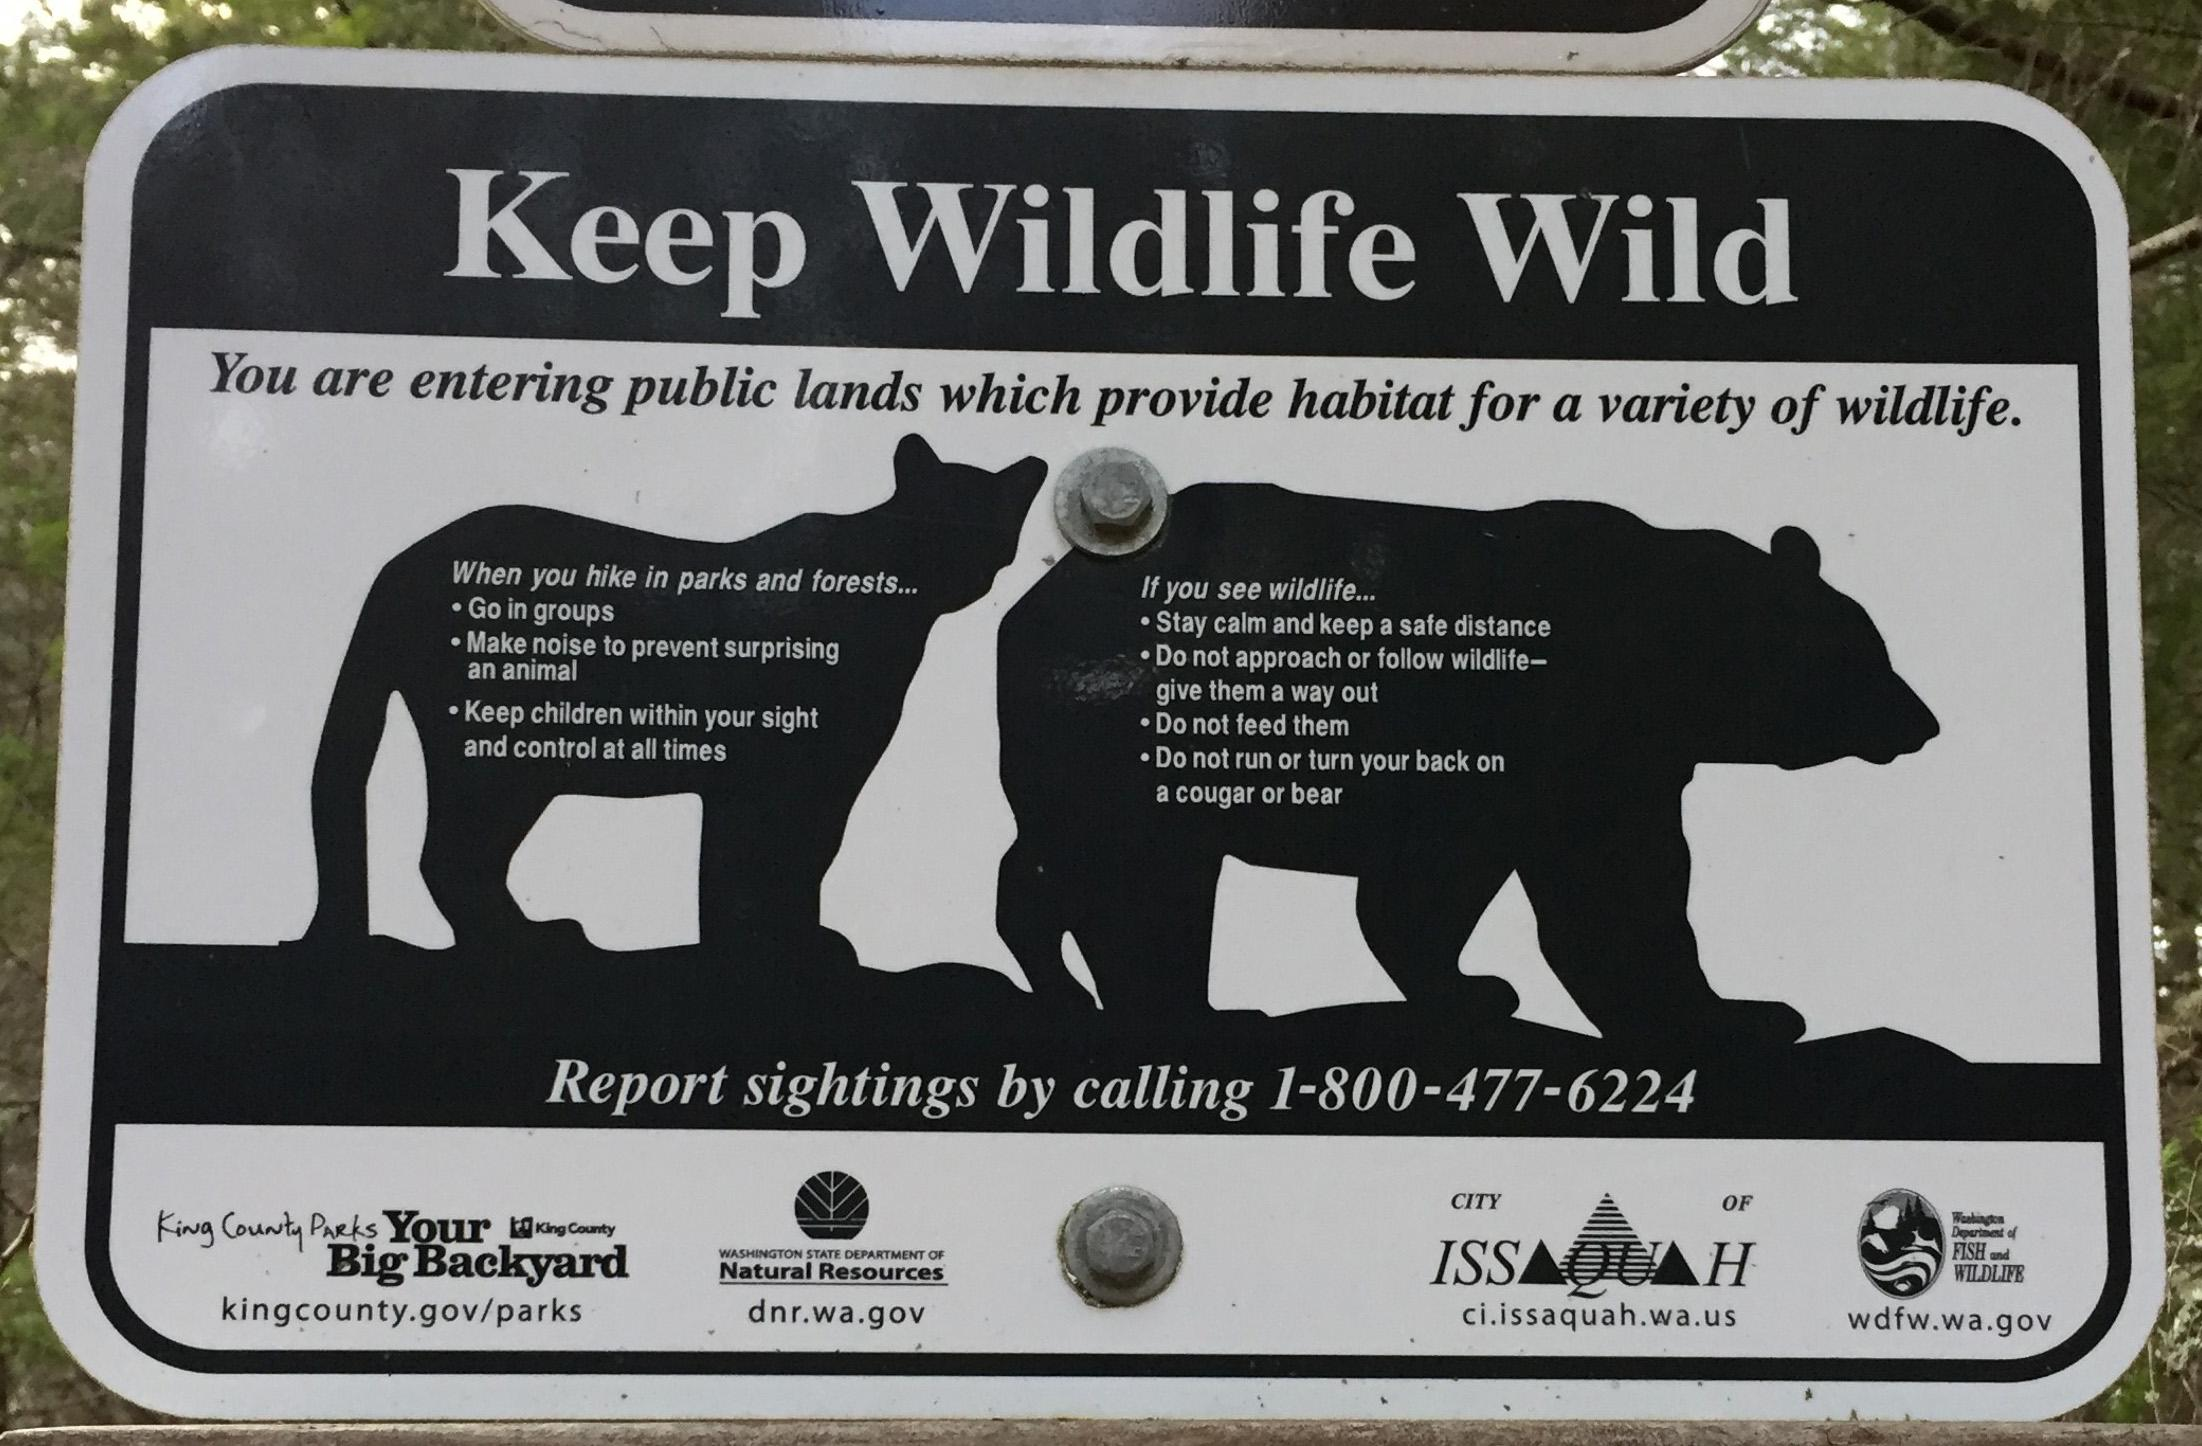 Keep Wildlife Wild
You are entering public lands which provide habitat for a variety of wildlife.
When you hike in parks and forests...
• Go in groups
• Make noise to prevent surprising
an animal
• Keep children within your sight
and control at all times
If you see wildlife...
• Stay calm and keep a safe distance
• Do not approach or follow wildlife–
give them a way out
• Do not feed them
• Do not run or turn your back on
a cougar or bear
Report sightings by calling 1-800-477-6224
King County Parks Your
Big Backyard
King County
kingcounty.gov/parks
WASHINGTON STATE DEPARTMENT OF
Natural Resources
dnr.wa.gov
CITY OF
ISSAQUAH
ci.issaquah.wa.us
Washington
Department of
FISH and
WILDLIFE
wdfw.wa.gov